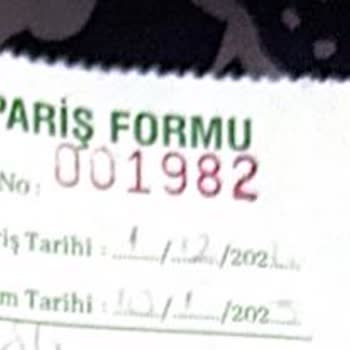 PARİŞ FORMU
No: 001982
iş Tarihi : 1/12/202
m Tarihi : 10/1/202